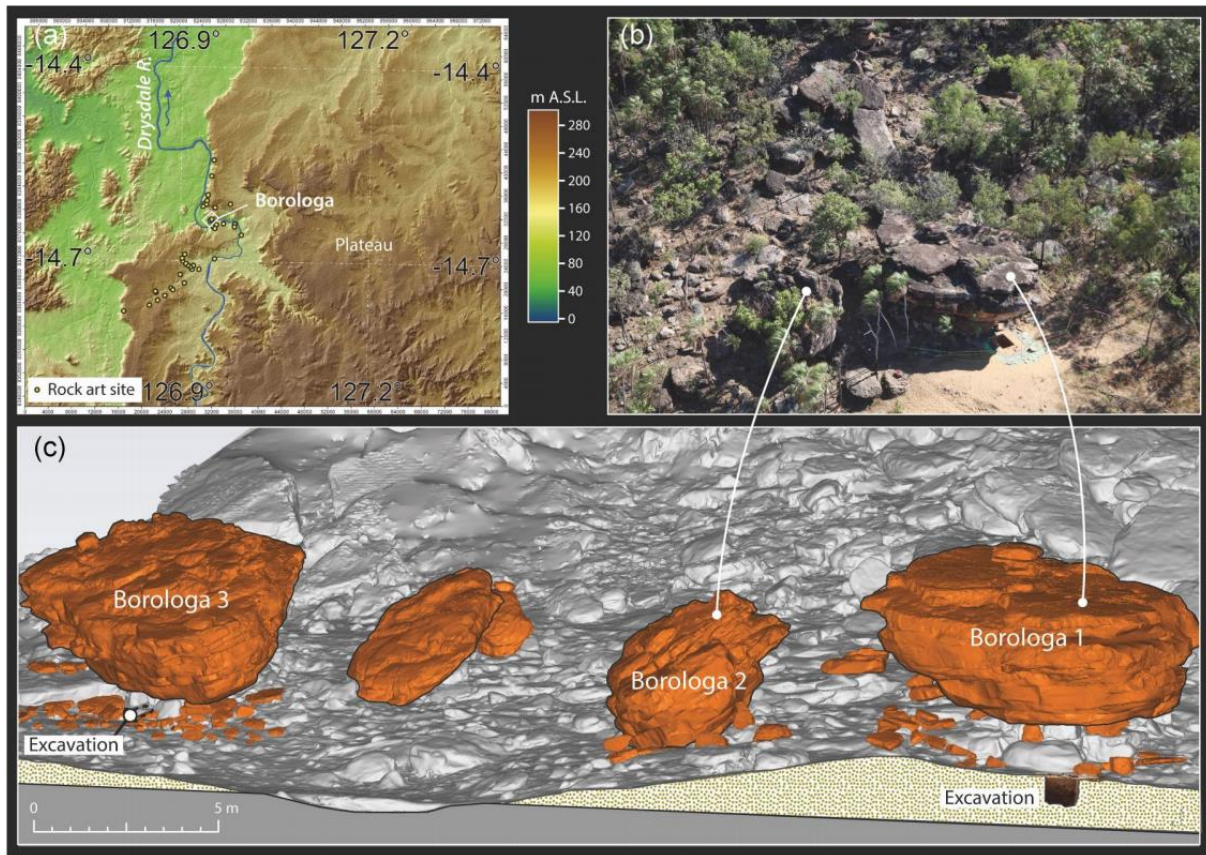 (a)
126.9°
127.2°
-14.4°
-14.4°
Drysdale R.
Borologa
Plateau
-14.7°
-14.7°
126.9°
127.2°
Rock art site
m A.S.L.
280
240
200
160
120
80
40
0
(b)
(c)
Borologa 3
Borologa 2
Borologa 1
Excavation
Excavation
0
5 m